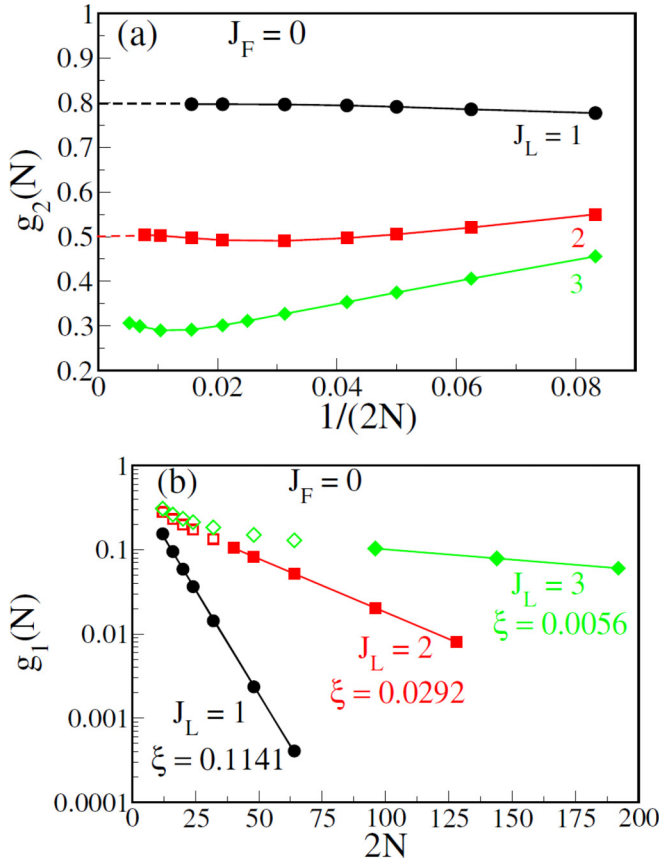 (a)
J_F = 0
1
0.9
0.8
0.7
0.6
0.5
0.4
0.3
0.2
g_2(N)
J_L = 1
2
3
0
0.02
0.04
0.06
0.08
1/(2N)
(b)
J_F = 0
1
0.1
0.01
0.001
0.0001
g_1(N)
J_L = 3
ξ = 0.0056
J_L = 2
ξ = 0.0292
J_L = 1
ξ = 0.1141
0
25
50
75
100
125
150
175
200
2N